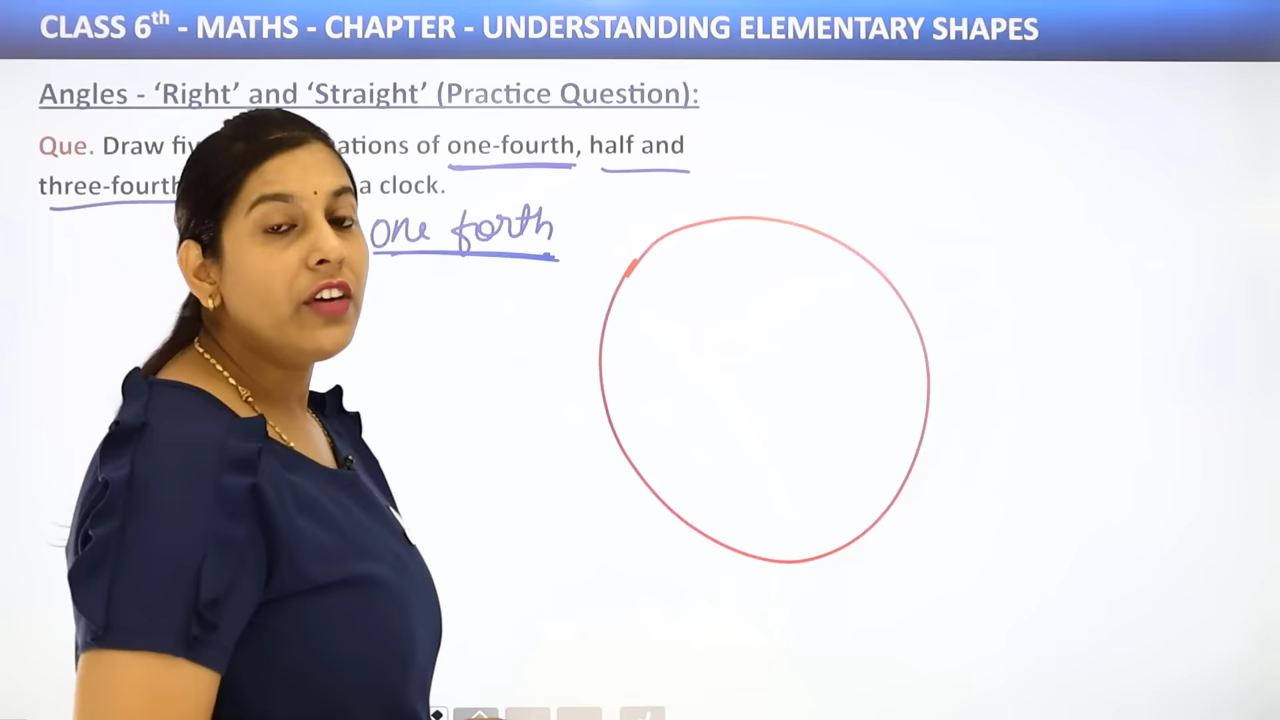 CLASS 6th - MATHS - CHAPTER - UNDERSTANDING ELEMENTARY SHAPES
Angles - ‘Right’ and ‘Straight’ (Practice Question):
Que. Draw ations of one-fourth, half and
three-fourth a clock.
one forth